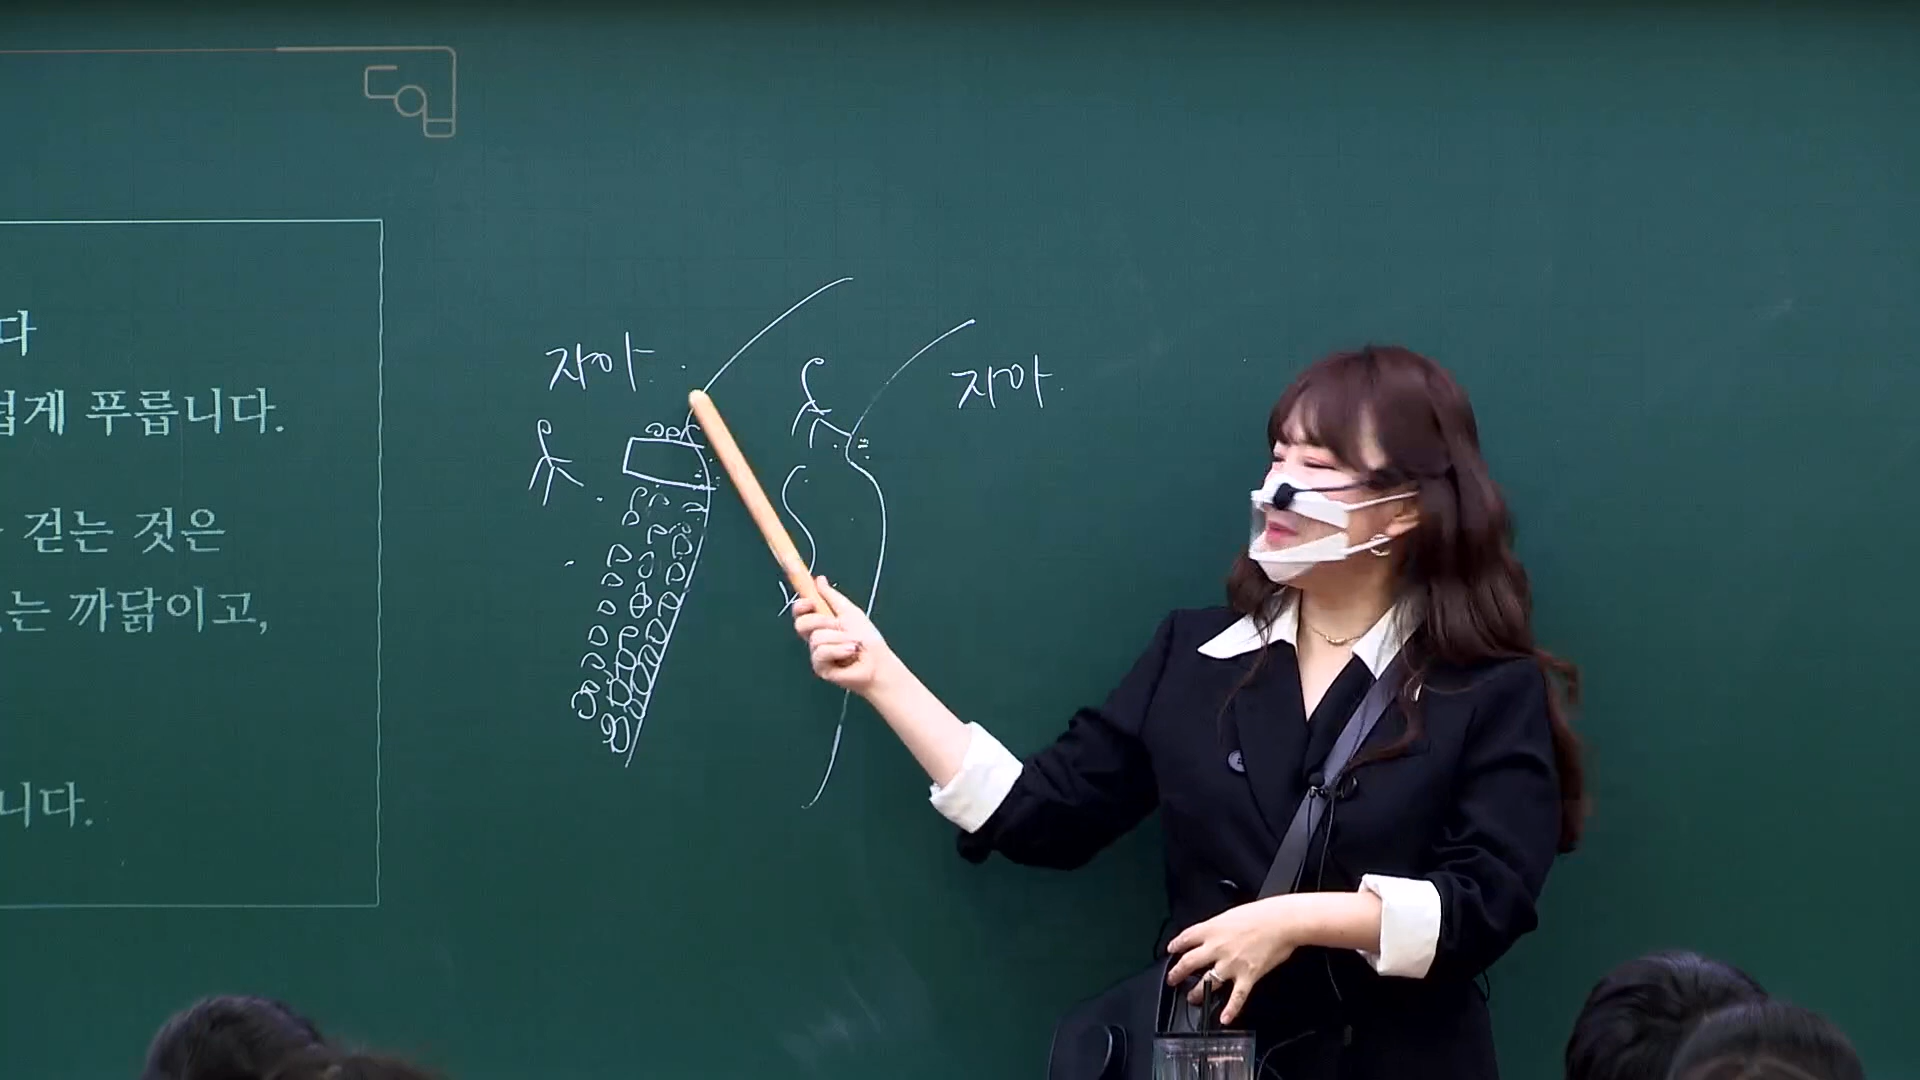 다
럽게 푸릅니다.
걷는 것은
는 까닭이고,
니다.
자아.
자아.